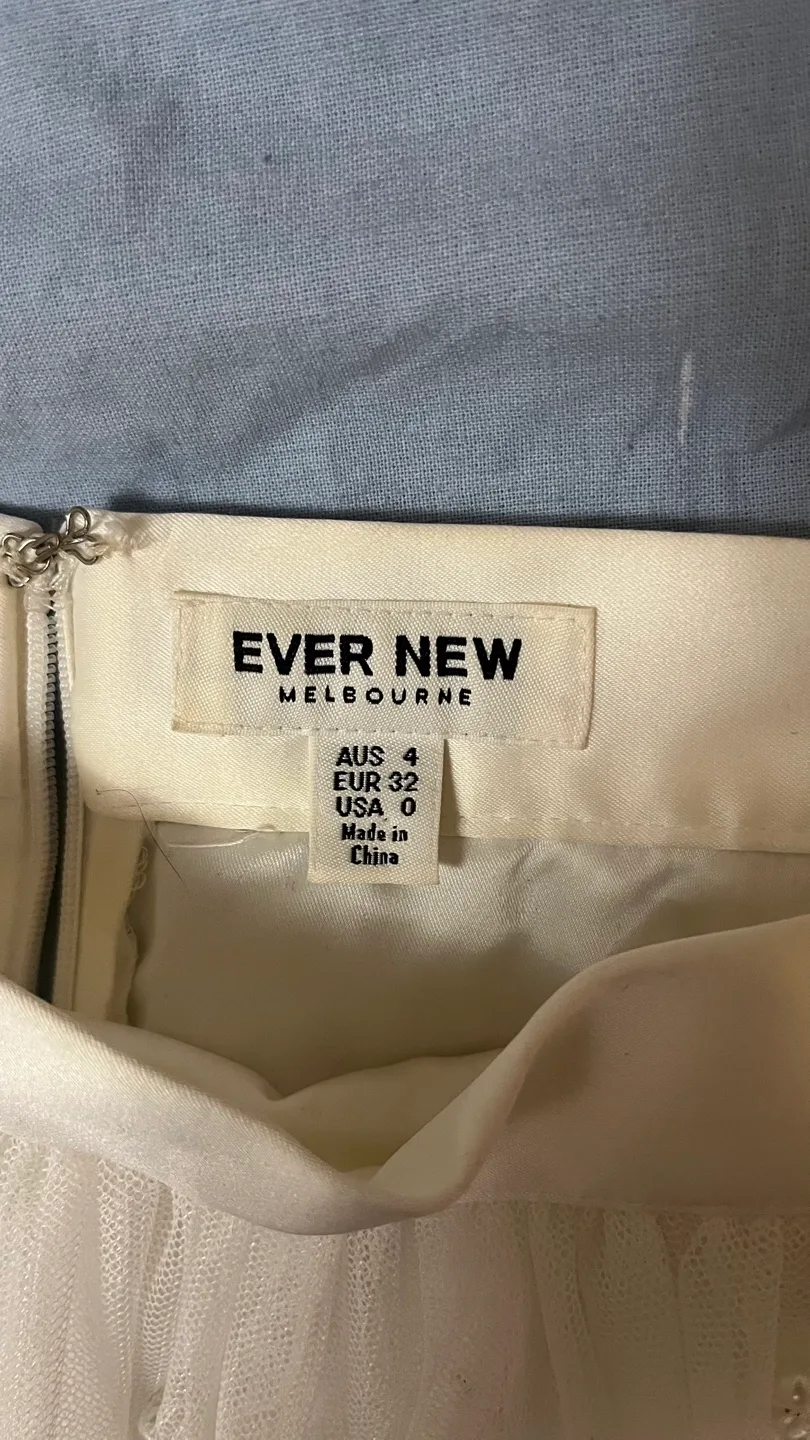 EVER NEW
MELBOURNE
AUS 4
EUR 32
USA 0
Made in
China